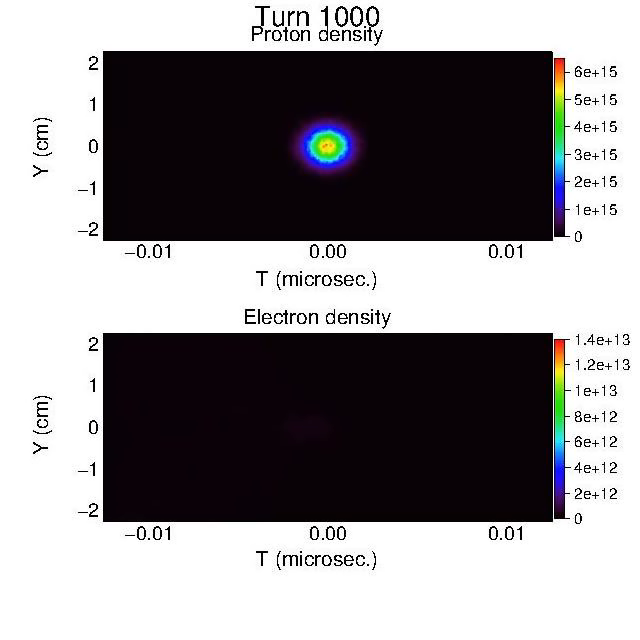 Turn 1000
Proton density
2
1
0
−1
−2
Y (cm)
−0.01 0.00 0.01
T (microsec.)
6e+15
5e+15
4e+15
3e+15
2e+15
1e+15
0
Electron density
2
1
0
−1
−2
Y (cm)
−0.01 0.00 0.01
T (microsec.)
1.4e+13
1.2e+13
1e+13
8e+12
6e+12
4e+12
2e+12
0